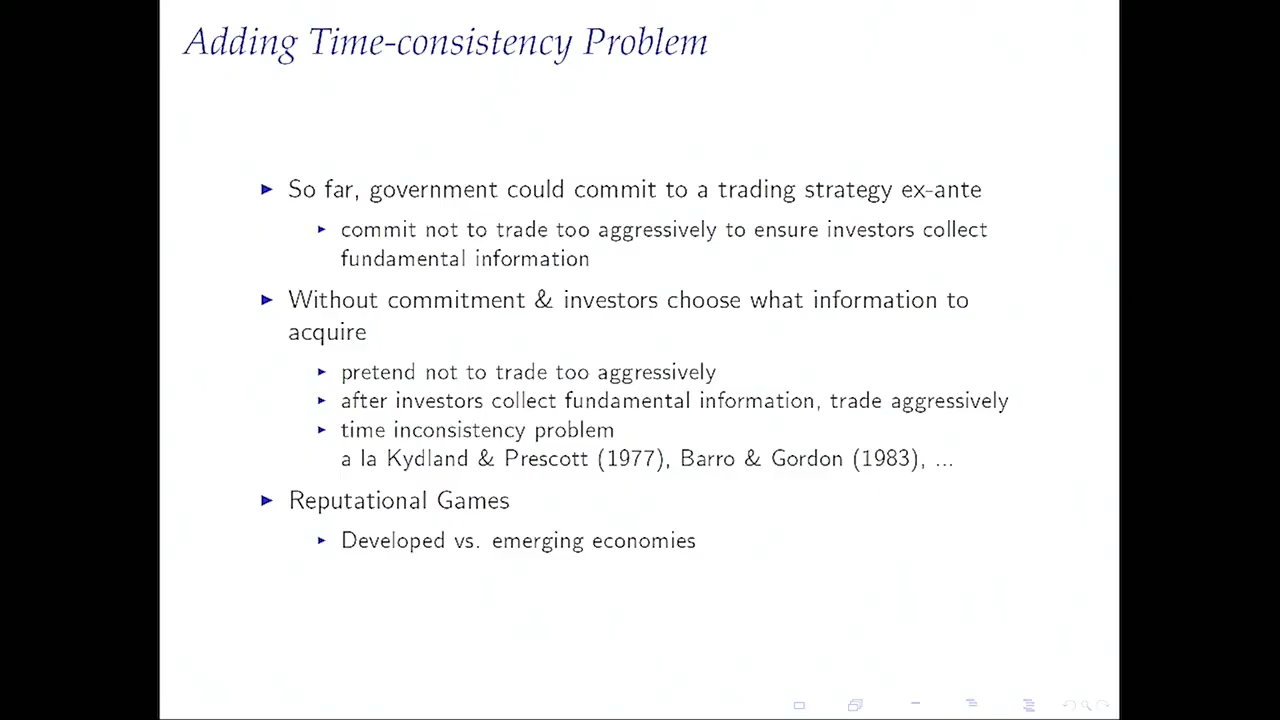 Adding Time-consistency Problem
So far, government could commit to a trading strategy ex-ante
commit not to trade too aggressively to ensure investors collect
fundamental information
Without commitment & investors choose what information to
acquire
pretend not to trade too aggressively
after investors collect fundamental information, trade aggressively
time inconsistency problem
a la Kydland & Prescott (1977), Barro & Gordon (1983), ...
Reputational Games
Developed vs. emerging economies